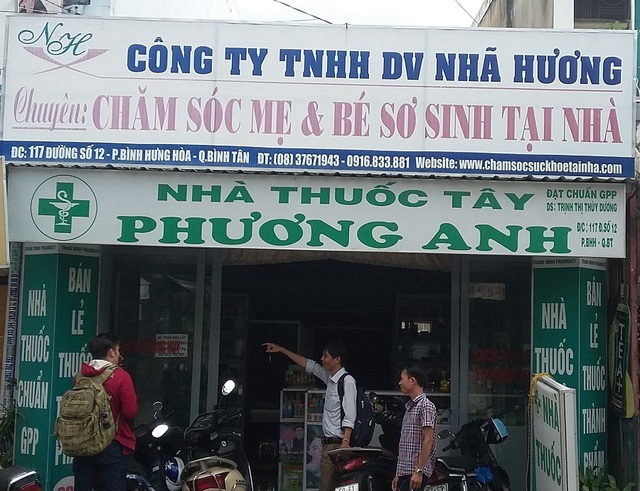 NH
CÔNG TY TNHH DV NHÃ HƯƠNG
Chuyên: CHĂM SÓC MẸ & BÉ SƠ SINH TẠI NHÀ
ĐC: 117 ĐƯỜNG SỐ 12 - P.BÌNH HƯNG HÒA - Q.BÌNH TÂN ĐT: (08) 37671943 - 0916.833.881 Website: www.chamsocsuckhoetainha.com
NHÀ THUỐC TÂY
PHƯƠNG ANH
ĐẠT CHUẨN GPP
DS: TRỊNH THỊ THÙY DƯƠNG
Đ/C: 117 Đ.SỐ 12
P.BHH - Q.BT
NHÀ
THUỐC
CHUẨN
GPP
BÁN
LẺ
THUỐC
NHÀ
THUỐC
BÁN
LẺ
THUỐC
THÀNH
PHẨM
NHÀ
THUỐC